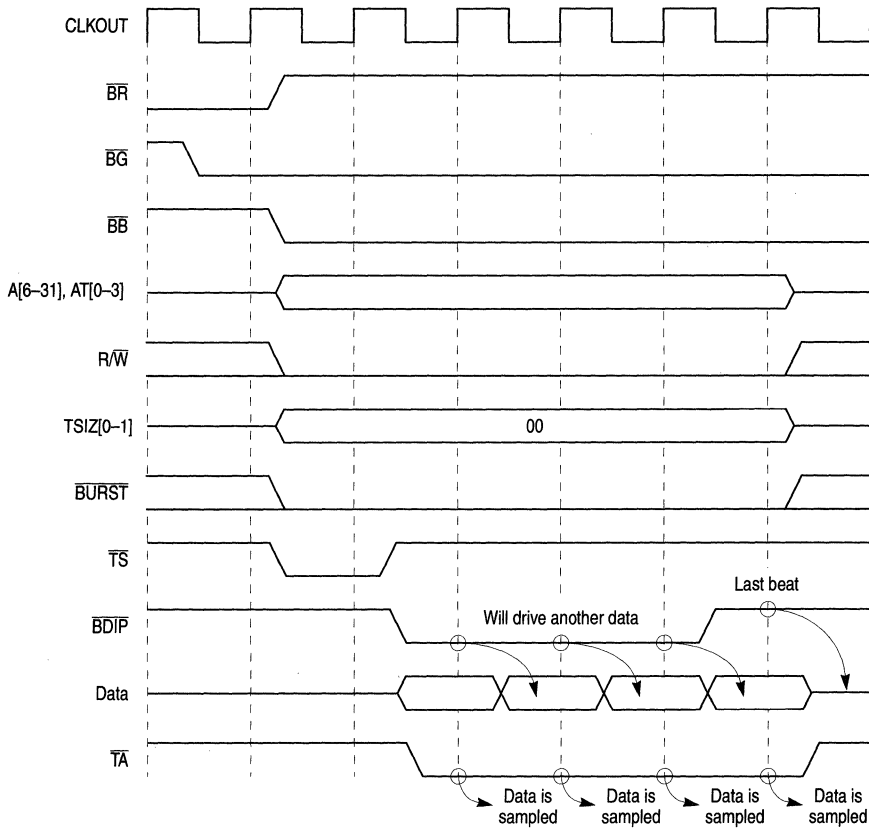 CLKOUT
BR
BG
BB
A[6–31], AT[0–3]
R/W
TSIZ[0–1]
00
BURST
TS
Last beat
BDIP
Will drive another data
Data
TA
Data is
sampled
Data is
sampled
Data is
sampled
Data is
sampled